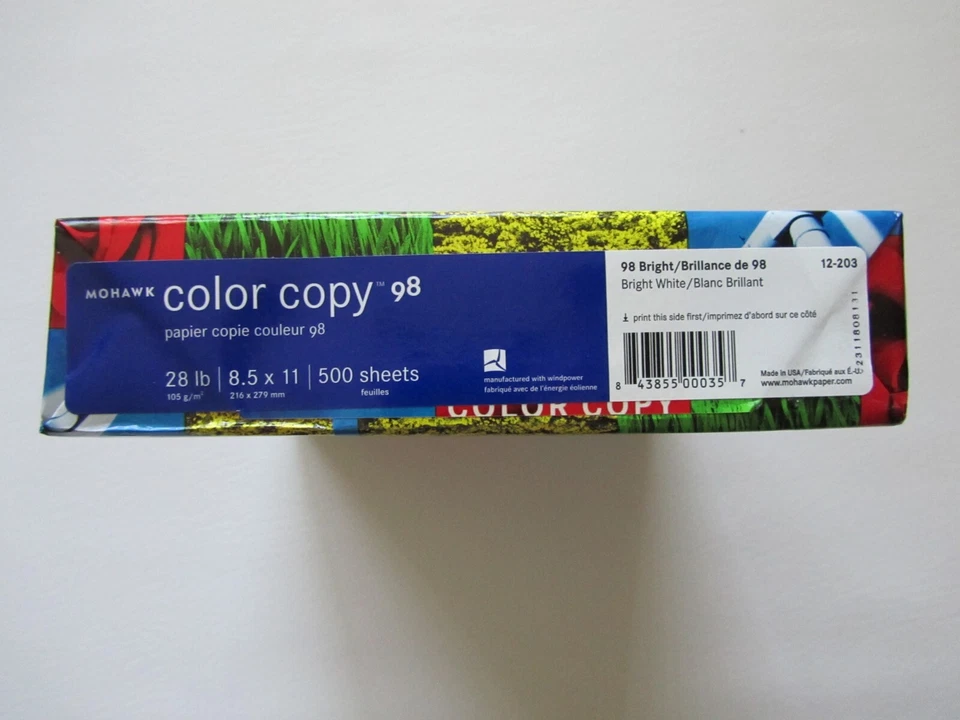 MOHAWK color copy™ 98
papier copie couleur 98
28 lb | 8.5 x 11 | 500 sheets
105 g/m² 216 x 279 mm feuilles
manufactured with windpower
fabriqué avec de l'énergie éolienne
98 Bright/Brillance de 98 12-203
Bright White/Blanc Brillant
print this side first/imprimez d'abord sur ce côté
8 43855 00035 7
Made in USA/Fabriqué aux É.-U.
www.mohawkpaper.com
2311808131
COLOR COPY